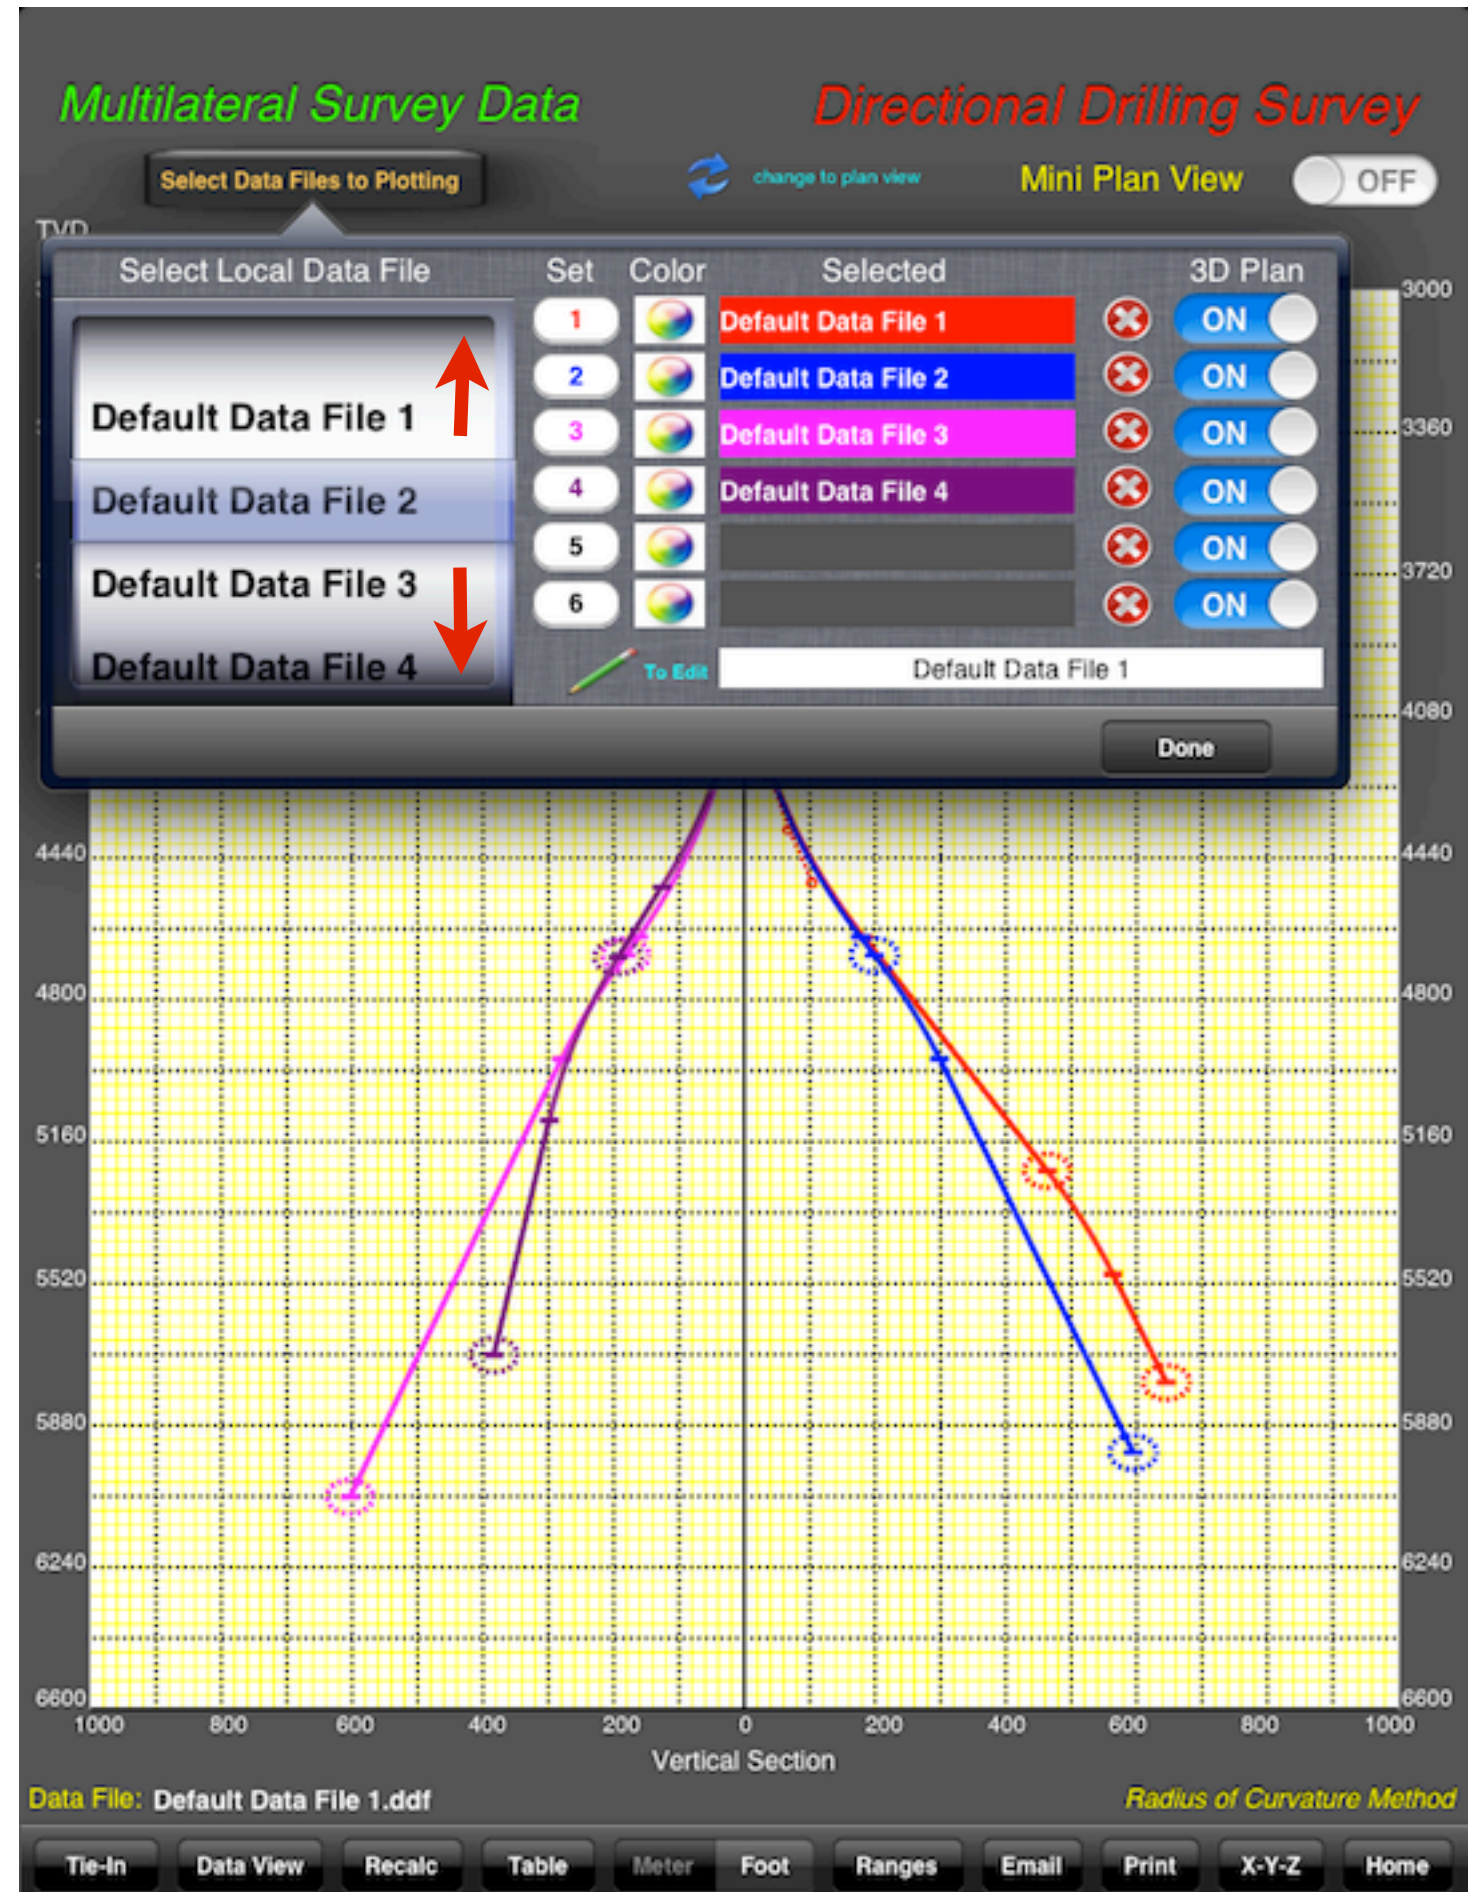 Multilateral Survey Data
Directional Drilling Survey
Select Data Files to Plotting
change to plan view
Mini Plan View
OFF
TVD
Select Local Data File
Set
Color
Selected
3D Plan
Default Data File 1
Default Data File 2
Default Data File 3
Default Data File 4
1
Default Data File 1
ON
2
Default Data File 2
ON
3
Default Data File 3
ON
4
Default Data File 4
ON
5
ON
6
ON
To Edit
Default Data File 1
Done
3000
3360
3720
4080
4440
4440
4800
4800
5160
5160
5520
5520
5880
5880
6240
6240
6600
6600
1000 800 600 400 200 0 200 400 600 800 1000
Vertical Section
Data File: Default Data File 1.ddf
Radius of Curvature Method
Tie-In
Data View
Recalc
Table
Meter
Foot
Ranges
Email
Print
X-Y-Z
Home